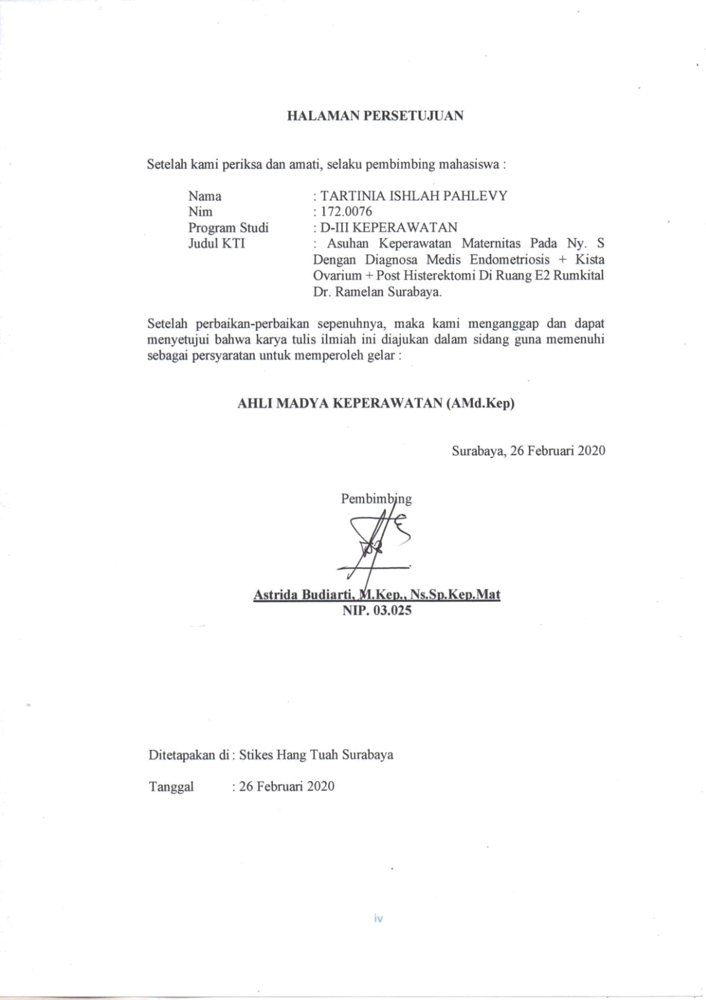 HALAMAN PERSETUJUAN
Setelah kami periksa dan amati, selaku pembimbing mahasiswa :
Nama : TARTINIA ISHLAH PAHLEVY
Nim : 172.0076
Program Studi : D-III KEPERAWATAN
Judul KTI : Asuhan Keperawatan Maternitas Pada Ny. S
Dengan Diagnosa Medis Endometriosis + Kista
Ovarium + Post Histerektomi Di Ruang E2 Rumkital
Dr. Ramelan Surabaya.
Setelah perbaikan-perbaikan sepenuhnya, maka kami menganggap dan dapat
menyetujui bahwa karya tulis ilmiah ini diajukan dalam sidang guna memenuhi
sebagai persyaratan untuk memperoleh gelar :
AHLI MADYA KEPERAWATAN (AMd.Kep)
Surabaya, 26 Februari 2020
Pembimbing
Astrida Budiarti, M.Kep., Ns.Sp.Kep.Mat
NIP. 03.025
Ditetapakan di : Stikes Hang Tuah Surabaya
Tanggal : 26 Februari 2020
iv